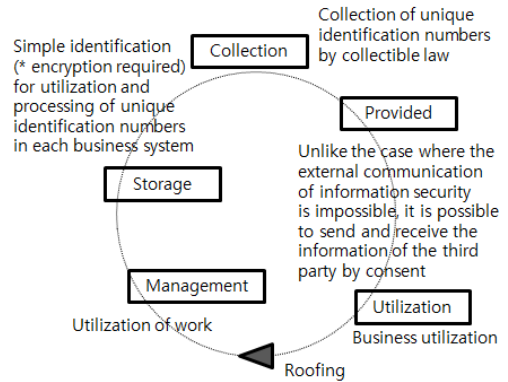 Collection
Collection of unique
identification numbers
by collectible law
Simple identification
(* encryption required)
for utilization and
processing of unique
identification numbers
in each business system
Provided
Unlike the case where the
external communication
of information security
is impossible, it is possible
to send and receive the
information of the third
party by consent
Storage
Management
Utilization of work
Utilization
Business utilization
Roofing